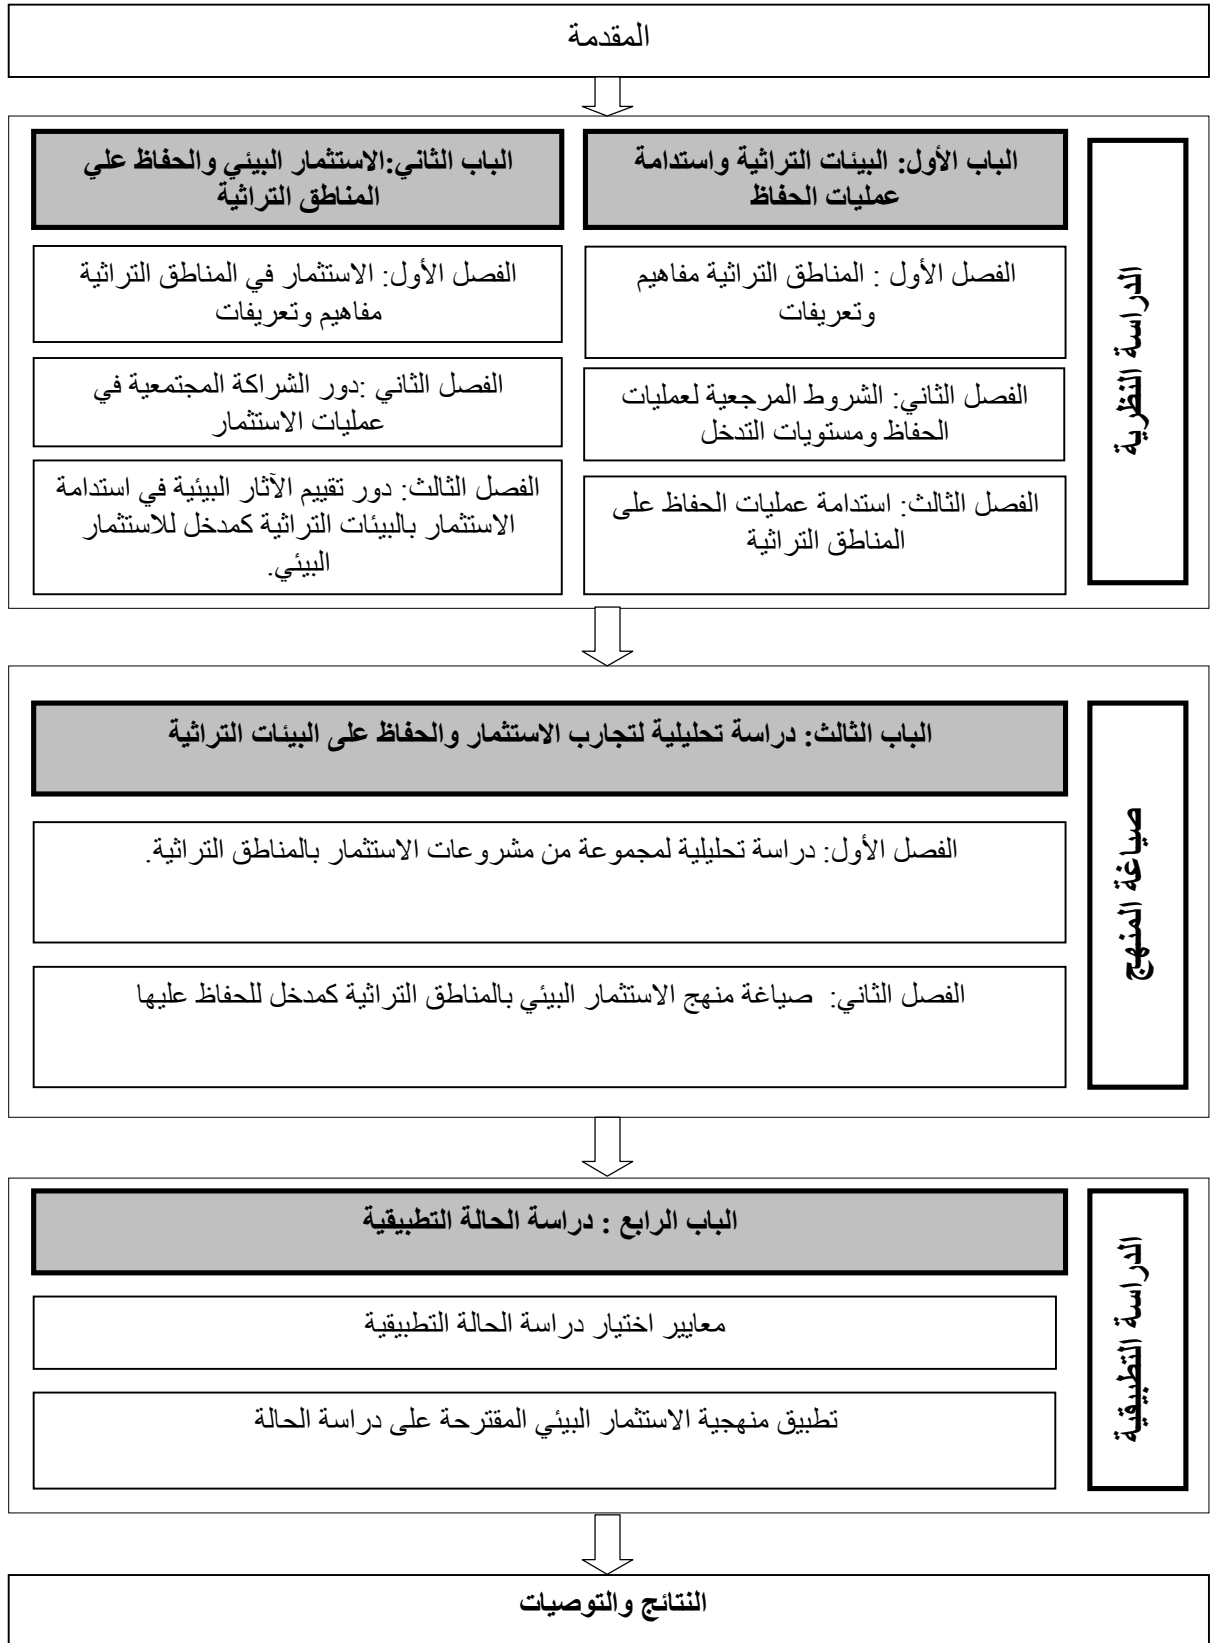 المقدمة
الدراسة النظرية
الباب الأول: البيئات التراثية واستدامة
عمليات الحفاظ
الفصل الأول : المناطق التراثية مفاهيم
وتعريفات
الفصل الثاني: الشروط المرجعية لعمليات
الحفاظ ومستويات التدخل
الفصل الثالث: استدامة عمليات الحفاظ على
المناطق التراثية
الباب الثاني:الاستثمار البيئي والحفاظ علي
المناطق التراثية
الفصل الأول: الاستثمار في المناطق التراثية
مفاهيم وتعريفات
الفصل الثاني :دور الشراكة المجتمعية في
عمليات الاستثمار
الفصل الثالث: دور تقييم الآثار البيئية في استدامة
الاستثمار بالبيئات التراثية كمدخل للاستثمار
البيئي.
صياغة المنهج
الباب الثالث: دراسة تحليلية لتجارب الاستثمار والحفاظ على البيئات التراثية
الفصل الأول: دراسة تحليلية لمجموعة من مشروعات الاستثمار بالمناطق التراثية.
الفصل الثاني: صياغة منهج الاستثمار البيئي بالمناطق التراثية كمدخل للحفاظ عليها
الدراسة التطبيقية
الباب الرابع : دراسة الحالة التطبيقية
معايير اختيار دراسة الحالة التطبيقية
تطبيق منهجية الاستثمار البيئي المقترحة على دراسة الحالة
النتائج والتوصيات